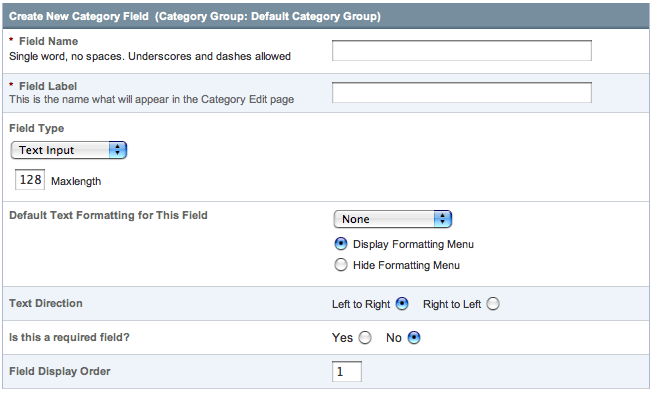 Create New Category Field  (Category Group: Default Category Group)
* Field Name
Single word, no spaces. Underscores and dashes allowed
* Field Label
This is the name what will appear in the Category Edit page
Field Type
Text Input
128 Maxlength
Default Text Formatting for This Field
None
Display Formatting Menu
Hide Formatting Menu
Text Direction
Left to Right Right to Left
Is this a required field?
Yes No
Field Display Order
1